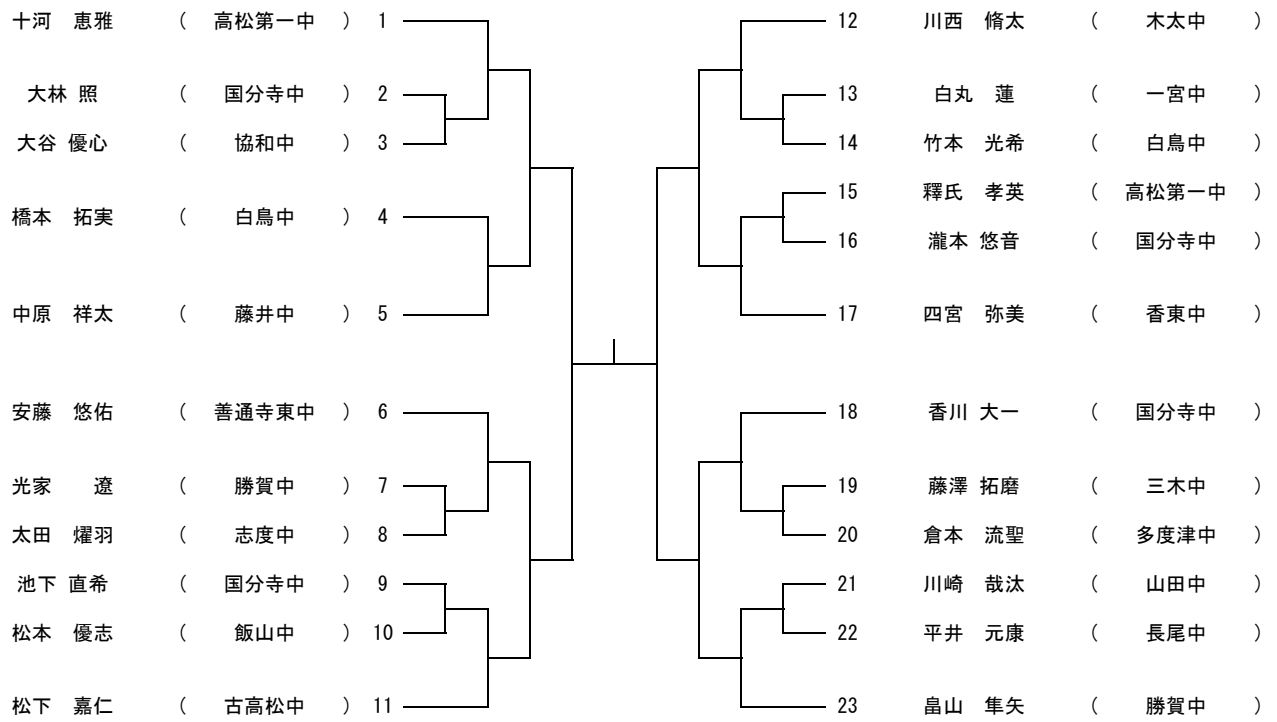 十河　恵雅 （ 高松第一中 ） 1
大林 照 （ 国分寺中 ） 2
大谷 優心 （ 協和中 ） 3
橋本　拓実 （ 白鳥中 ） 4
中原　祥太 （ 藤井中 ） 5
安藤　悠佑 （ 善通寺東中 ） 6
光家　　遼 （ 勝賀中 ） 7
太田　燿羽 （ 志度中 ） 8
池下 直希 （ 国分寺中 ） 9
松本　優志 （ 飯山中 ） 10
松下　嘉仁 （ 古高松中 ） 11
12 川西　脩太 （ 木太中 ）
13 白丸　蓮 （ 一宮中 ）
14 竹本　光希 （ 白鳥中 ）
15 釋氏　孝英 （ 高松第一中 ）
16 瀧本 悠音 （ 国分寺中 ）
17 四宮　弥美 （ 香東中 ）
18 香川 大一 （ 国分寺中 ）
19 藤澤 拓磨 （ 三木中 ）
20 倉本　流聖 （ 多度津中 ）
21 川崎　哉汰 （ 山田中 ）
22 平井　元康 （ 長尾中 ）
23 畠山　隼矢 （ 勝賀中 ）